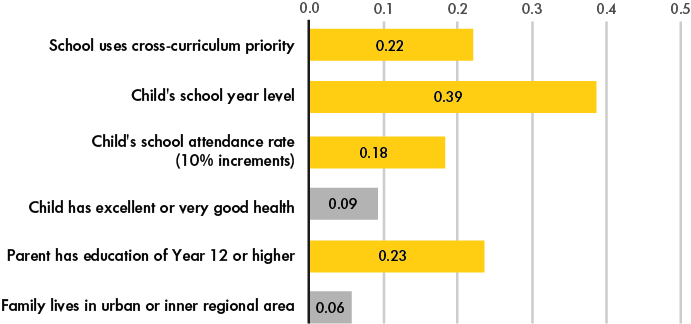 0.0 0.1 0.2 0.3 0.4 0.5
School uses cross-curriculum priority 0.22
Child's school year level 0.39
Child's school attendance rate
(10% increments) 0.18
Child has excellent or very good health 0.09
Parent has education of Year 12 or higher 0.23
Family lives in urban or inner regional area 0.06